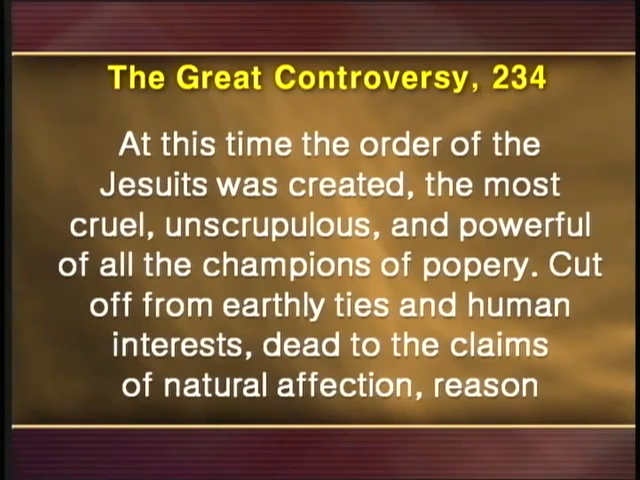 The Great Controversy, 234
At this time the order of the
Jesuits was created, the most
cruel, unscrupulous, and powerful
of all the champions of popery. Cut
off from earthly ties and human
interests, dead to the claims
of natural affection, reason